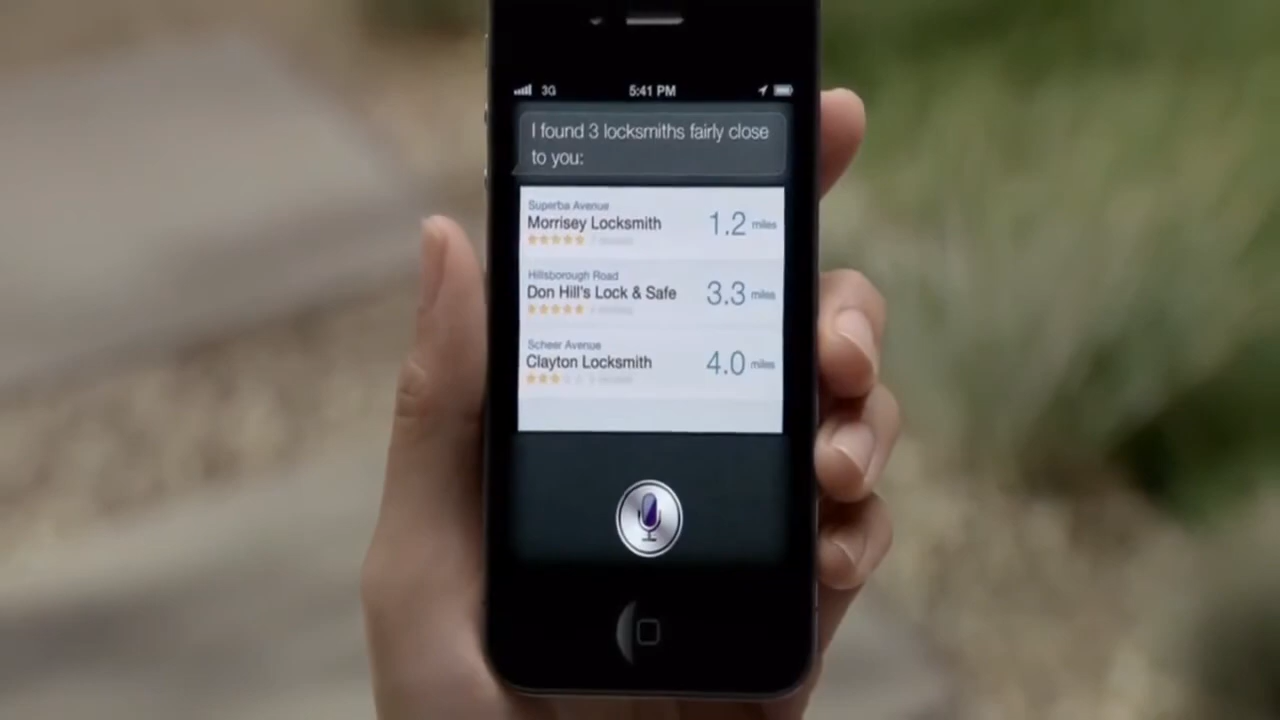 3G 5:41 PM
I found 3 locksmiths fairly close
to you:
Superba Avenue
Morrisey Locksmith 1.2 miles
Hillsborough Road
Don Hill's Lock & Safe 3.3 miles
Scheer Avenue
Clayton Locksmith 4.0 miles